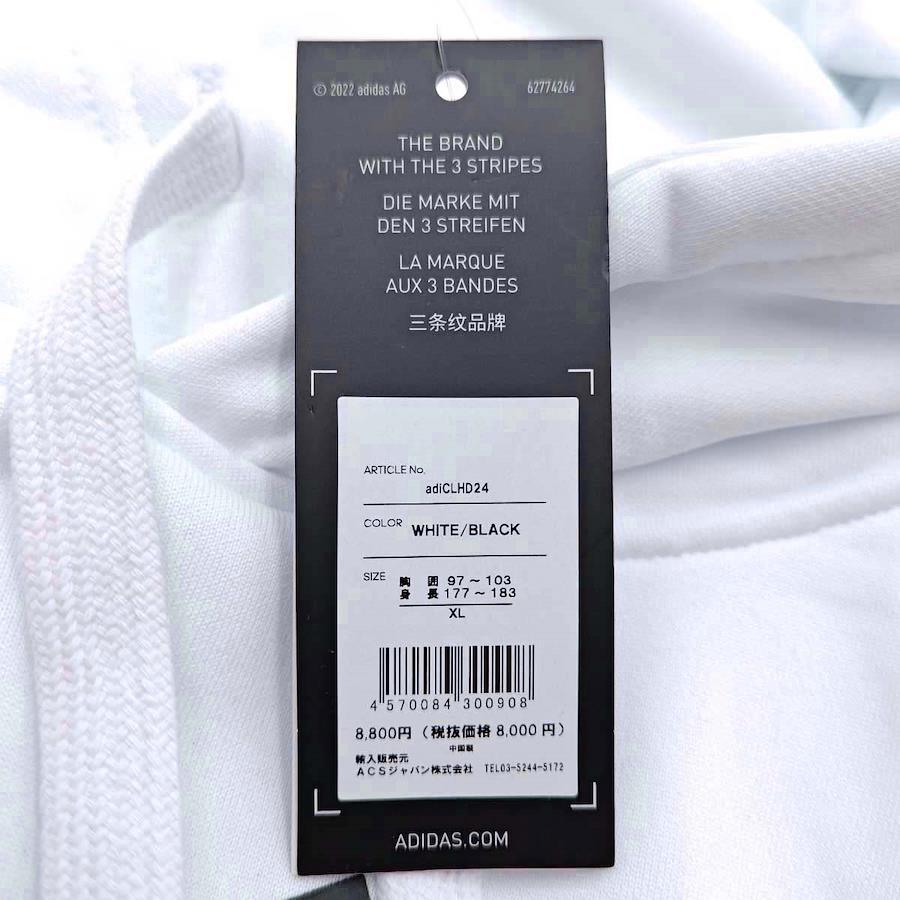 © 2022 adidas AG 62774264
THE BRAND
WITH THE 3 STRIPES
DIE MARKE MIT
DEN 3 STREIFEN
LA MARQUE
AUX 3 BANDES
三条纹品牌
ARTICLE No.
adiCLHD24
COLOR WHITE/BLACK
SIZE 胸 囲 97 ~ 103
身 長 177 ~ 183
XL
4 570084 300908
8,800円 (税抜価格 8,000 円)
中国製
輸入販売元
ACSジャパン株式会社 TEL03-5244-5172
ADIDAS.COM